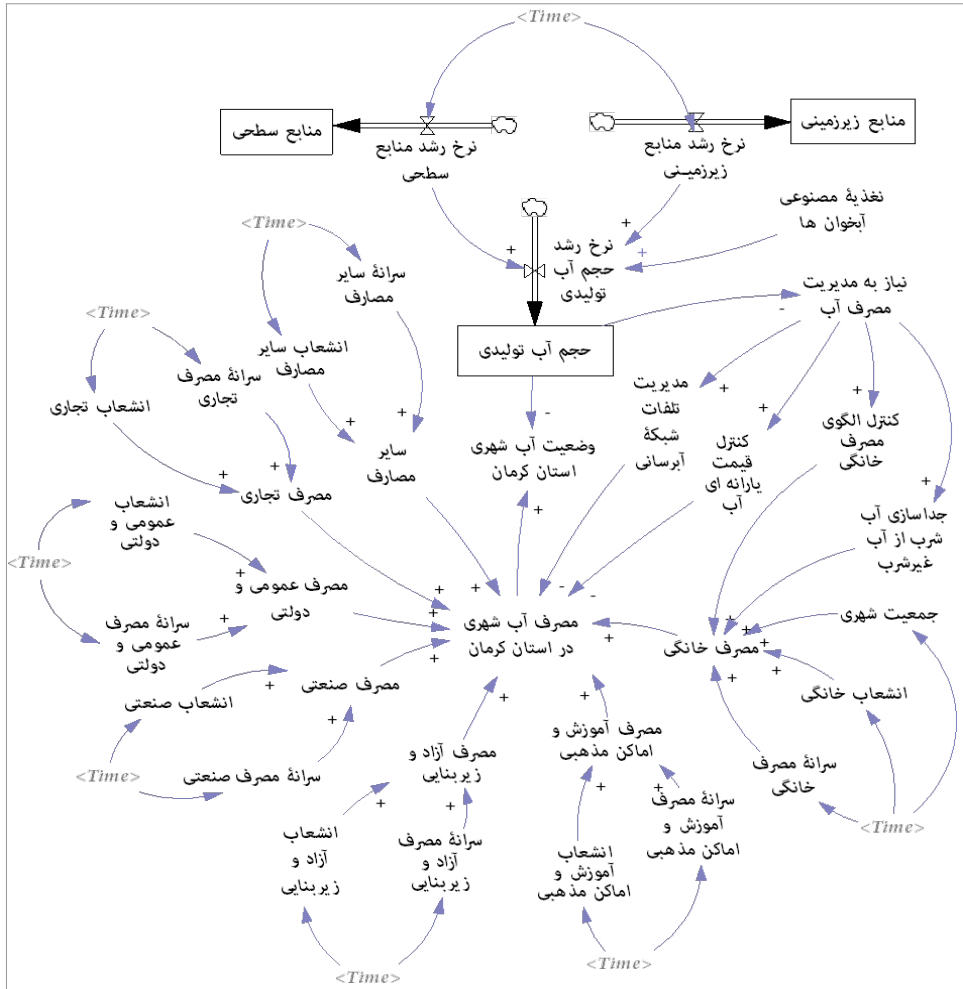 <Time>
منابع سطحی
منابع زیرزمینی
نرخ رشد منابع
سطحی
نرخ رشد منابع
زیرزمینی
تغذیهٔ مصنوعی
آبخوان ها
+
+
+
نرخ رشد
حجم آب
تولیدی
<Time>
سرانهٔ سایر
مصارف
نیاز به مدیریت
مصرف آب
-
<Time>
حجم آب تولیدی
انشعاب سایر
مصارف
سرانهٔ مصرف
تجاری
انشعاب تجاری
مدیریت
تلفات
شبکهٔ
آبرسانی
+
کنترل
قیمت
یارانه ای
آب
+
کنترل الگوی
مصرف
خانگی
+
-
وضعیت آب شهری
استان کرمان
+
+
+
سایر
مصارف
+
+
مصرف تجاری
جداسازی آب
شرب از آب
غیرشرب
+
انشعاب
عمومی و
دولتی
<Time>
+
مصرف عمومی و
دولتی
سرانهٔ مصرف
عمومی و
دولتی
+
+
+
-
-
+
+
مصرف آب شهری
در استان کرمان
+
مصرف خانگی
+
+
+
+
+
جمعیت شهری
انشعاب خانگی
انشعاب صنعتی
+
مصرف صنعتی
+
سرانهٔ مصرف صنعتی
<Time>
+
مصرف آزاد و
زیربنایی
+
مصرف آموزش و
اماکن مذهبی
سرانهٔ مصرف
خانگی
<Time>
+
+
انشعاب
آزاد و
زیربنایی
سرانهٔ مصرف
آزاد و
زیربنایی
+
+
انشعاب
آموزش و
اماکن مذهبی
سرانهٔ مصرف
آموزش و
اماکن مذهبی
<Time>
<Time>